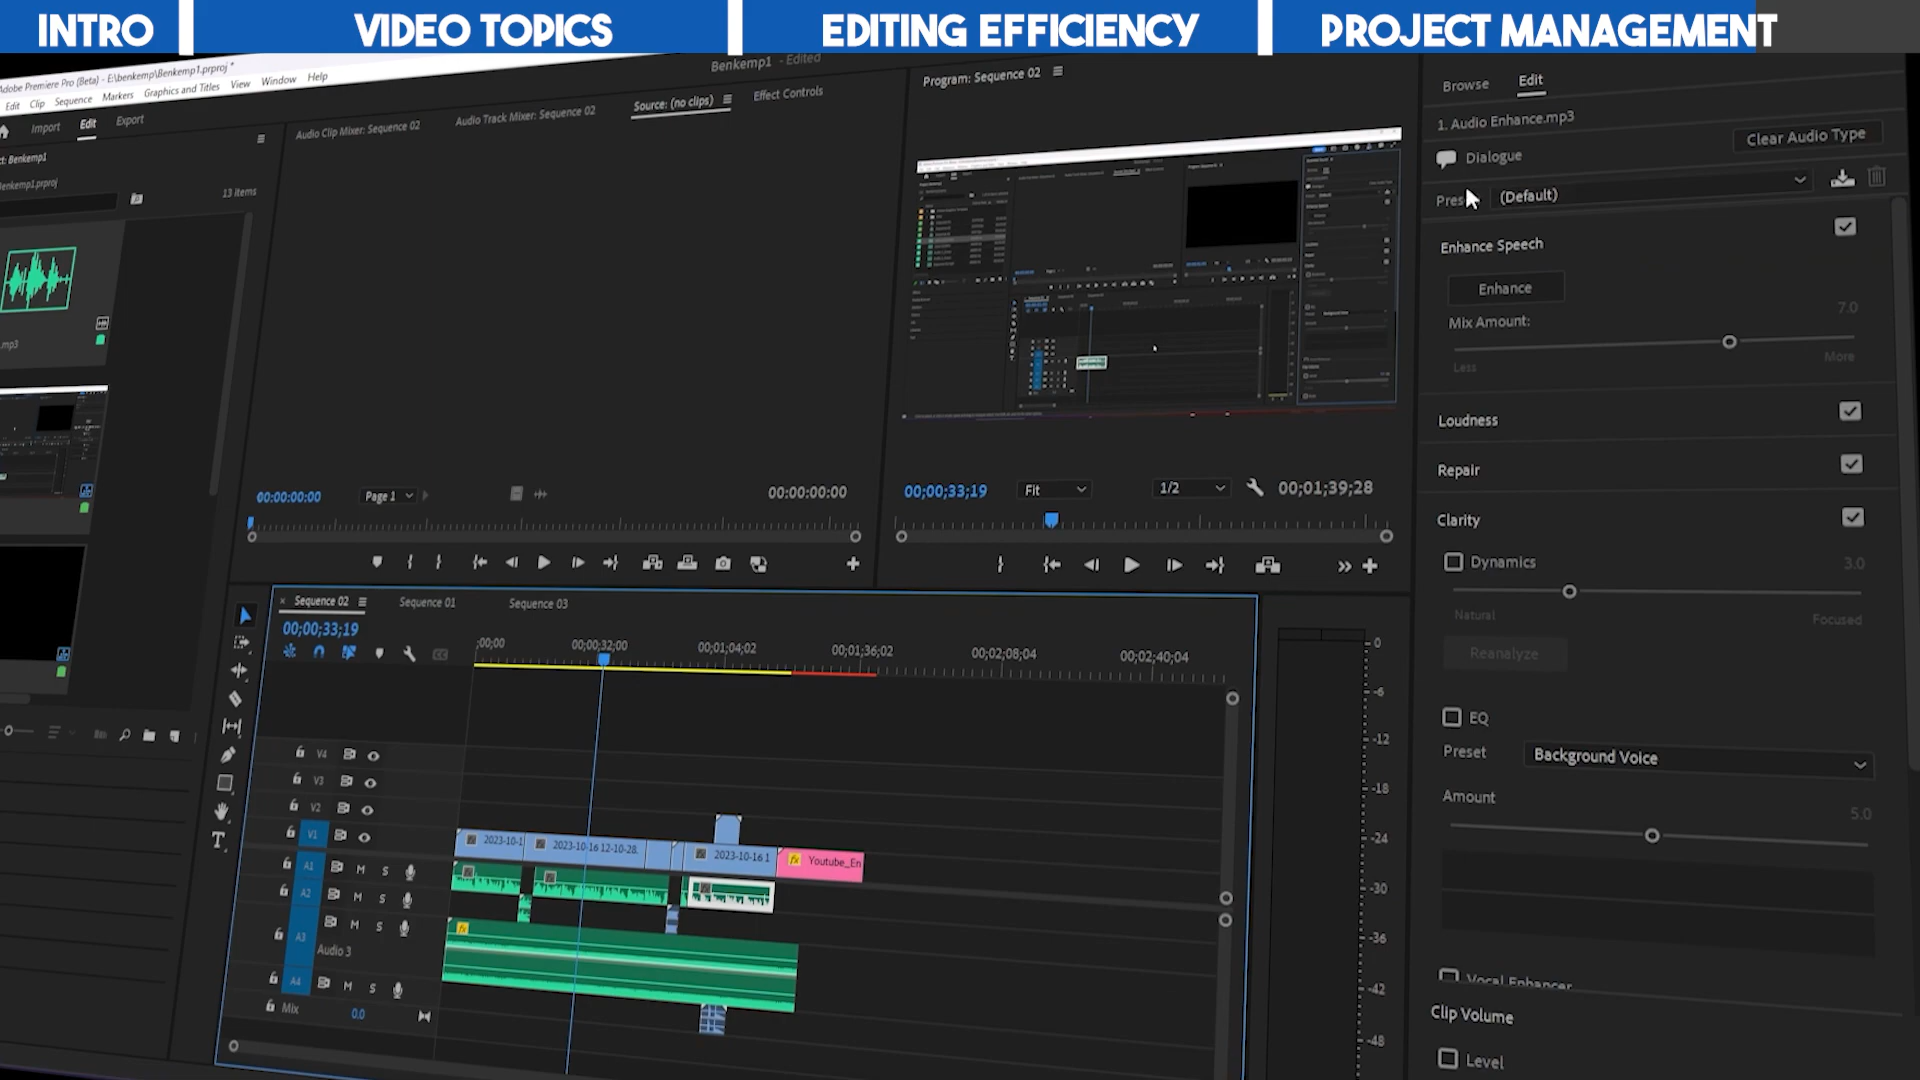 INTRO
VIDEO TOPICS
EDITING EFFICIENCY
PROJECT MANAGEMENT
Adobe Premiere Pro (Beta) - E:\benkemp\Benkemp1.prproj *
Edit Clip Sequence Markers Graphics and Titles View Window Help
Benkemp1 - Edited
Import Edit Export
Benkemp1
Benkemp1.prproj
13 items
.mp3
Audio Clip Mixer: Sequence 02
Audio Track Mixer: Sequence 02
Source: (no clips)
Effect Controls
00:00:00:00
Page 1
00:00:00:00
Program: Sequence 02
00;00;33;19
Fit
1/2
00;01;39;28
Browse Edit
1. Audio Enhance.mp3
Clear Audio Type
Dialogue
(Default)
Enhance Speech
Enhance
Mix Amount:
7.0
Less
More
Loudness
Repair
Clarity
Dynamics
3.0
Natural
Focused
Reanalyze
EQ
Preset
Background Voice
Amount
5.0
Vocal Enhancer
Clip Volume
Level
× Sequence 02
Sequence 01
Sequence 03
00;00;33;19
;00;00
00;00;32;00
00;01;04;02
00;01;36;02
00;02;08;04
00;02;40;04
V4
V3
V2
V1
2023-10-1
2023-10-16 12-10-28.
2023-10-16 1
fx Youtube_En
A1 M S
A2 M S
M S
A3
Audio 3
fx
A4 M S
Mix
0.0
0
-6
-12
-18
-24
-30
-36
-42
-48